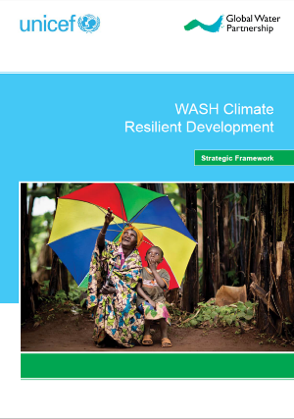 unicef
Global Water
Partnership
WASH Climate
Resilient Development
Strategic Framework